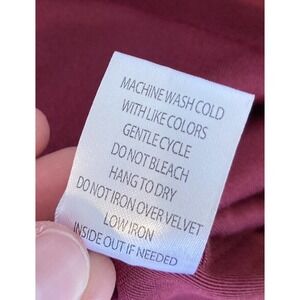 MACHINE WASH COLD
WITH LIKE COLORS
GENTLE CYCLE
DO NOT BLEACH
HANG TO DRY
DO NOT IRON OVER VELVET
LOW IRON
INSIDE OUT IF NEEDED